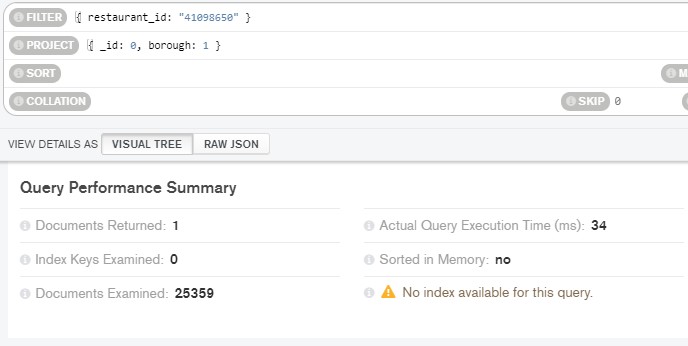 FILTER { restaurant_id: "41098650" }
PROJECT { _id: 0, borough: 1 }
SORT
COLLATION SKIP 0
VIEW DETAILS AS VISUAL TREE RAW JSON
Query Performance Summary
Documents Returned: 1 Actual Query Execution Time (ms): 34
Index Keys Examined: 0 Sorted in Memory: no
Documents Examined: 25359 No index available for this query.